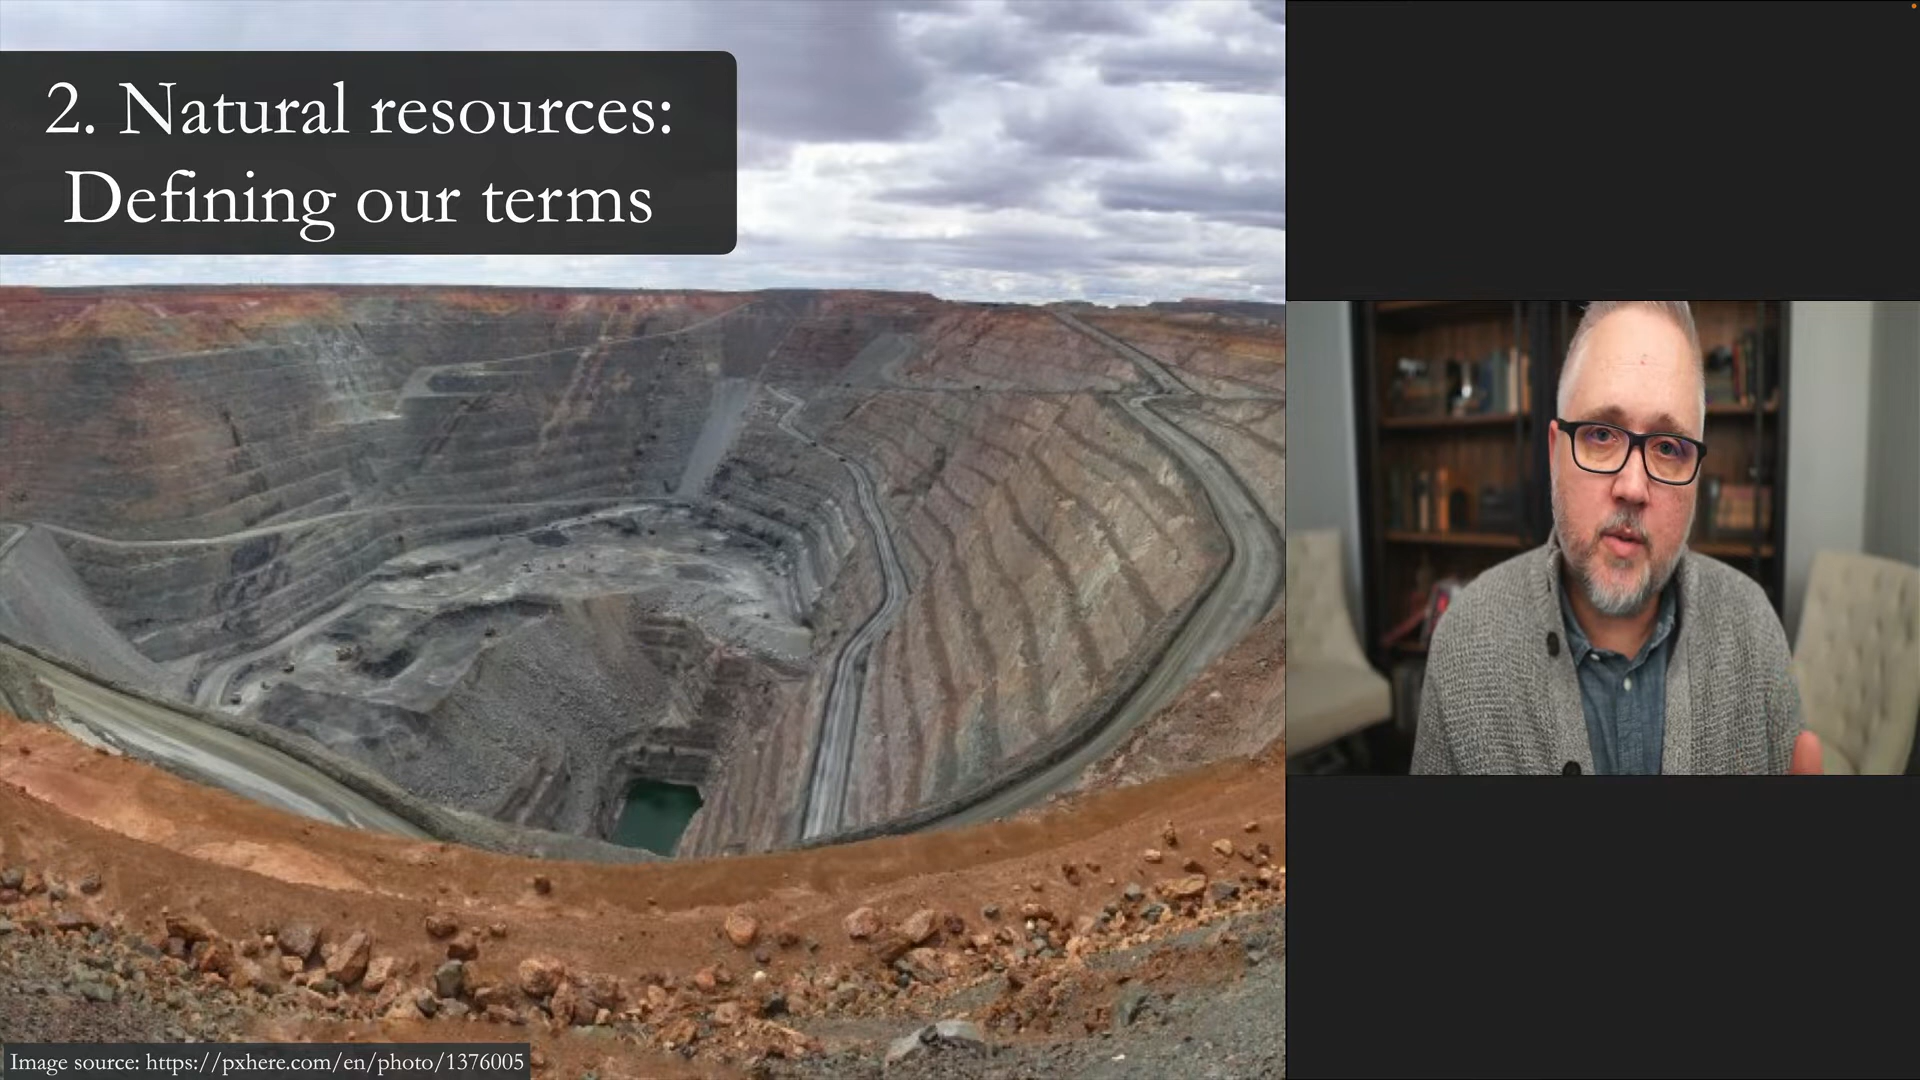 2. Natural resources:
Defining our terms
Image source: https://pxhere.com/en/photo/1376005